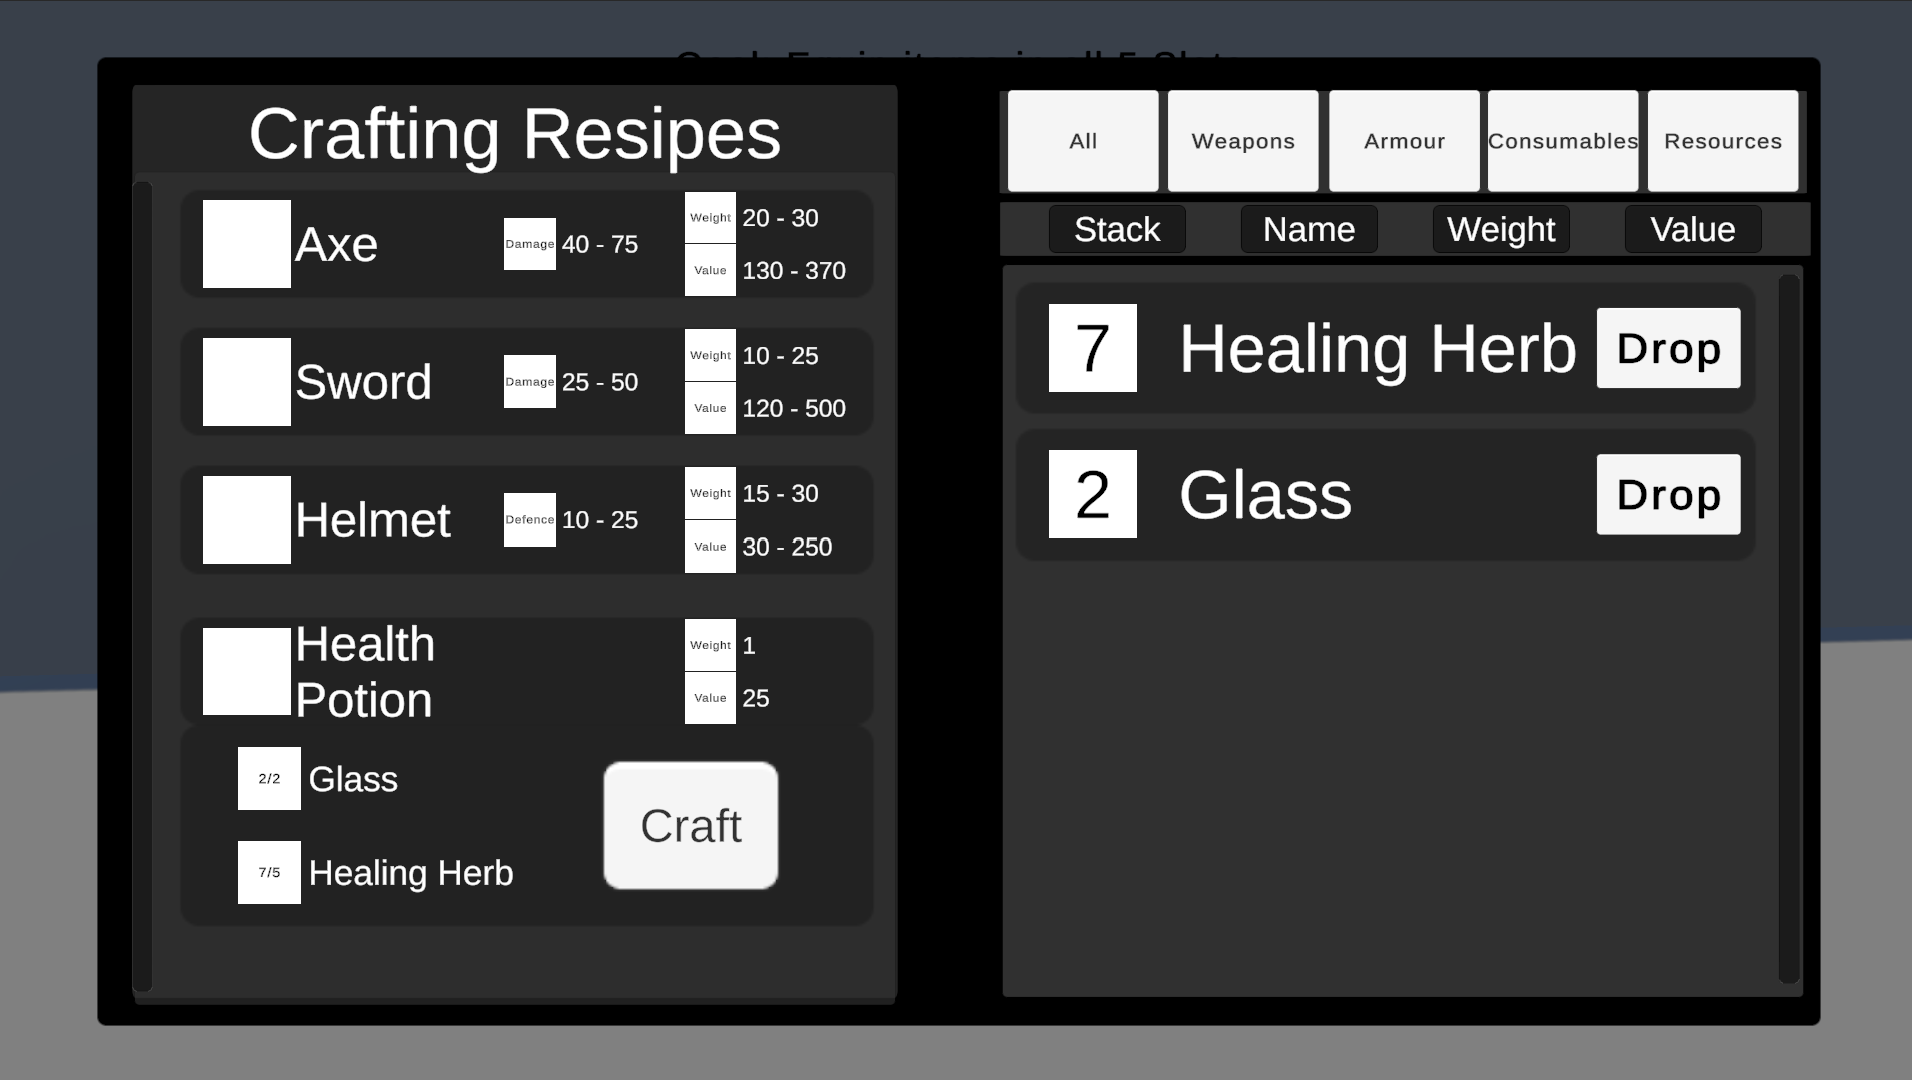 Crafting Resipes
Axe
Damage 40 - 75
Weight 20 - 30
Value 130 - 370
Sword
Damage 25 - 50
Weight 10 - 25
Value 120 - 500
Helmet
Defence 10 - 25
Weight 15 - 30
Value 30 - 250
Health
Potion
Weight 1
Value 25
2/2 Glass
7/5 Healing Herb
Craft
All Weapons Armour Consumables Resources
Stack Name Weight Value
7 Healing Herb Drop
2 Glass Drop